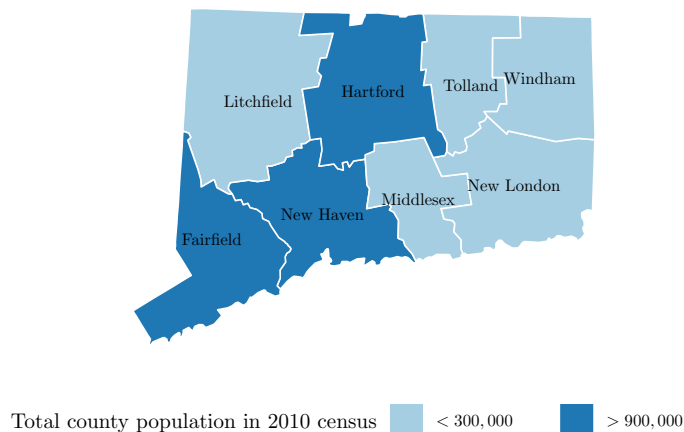 Windham
Tolland
Hartford
Litchfield
New London
Middlesex
New Haven
Fairfield
Total county population in 2010 census
< 300, 000
> 900, 000